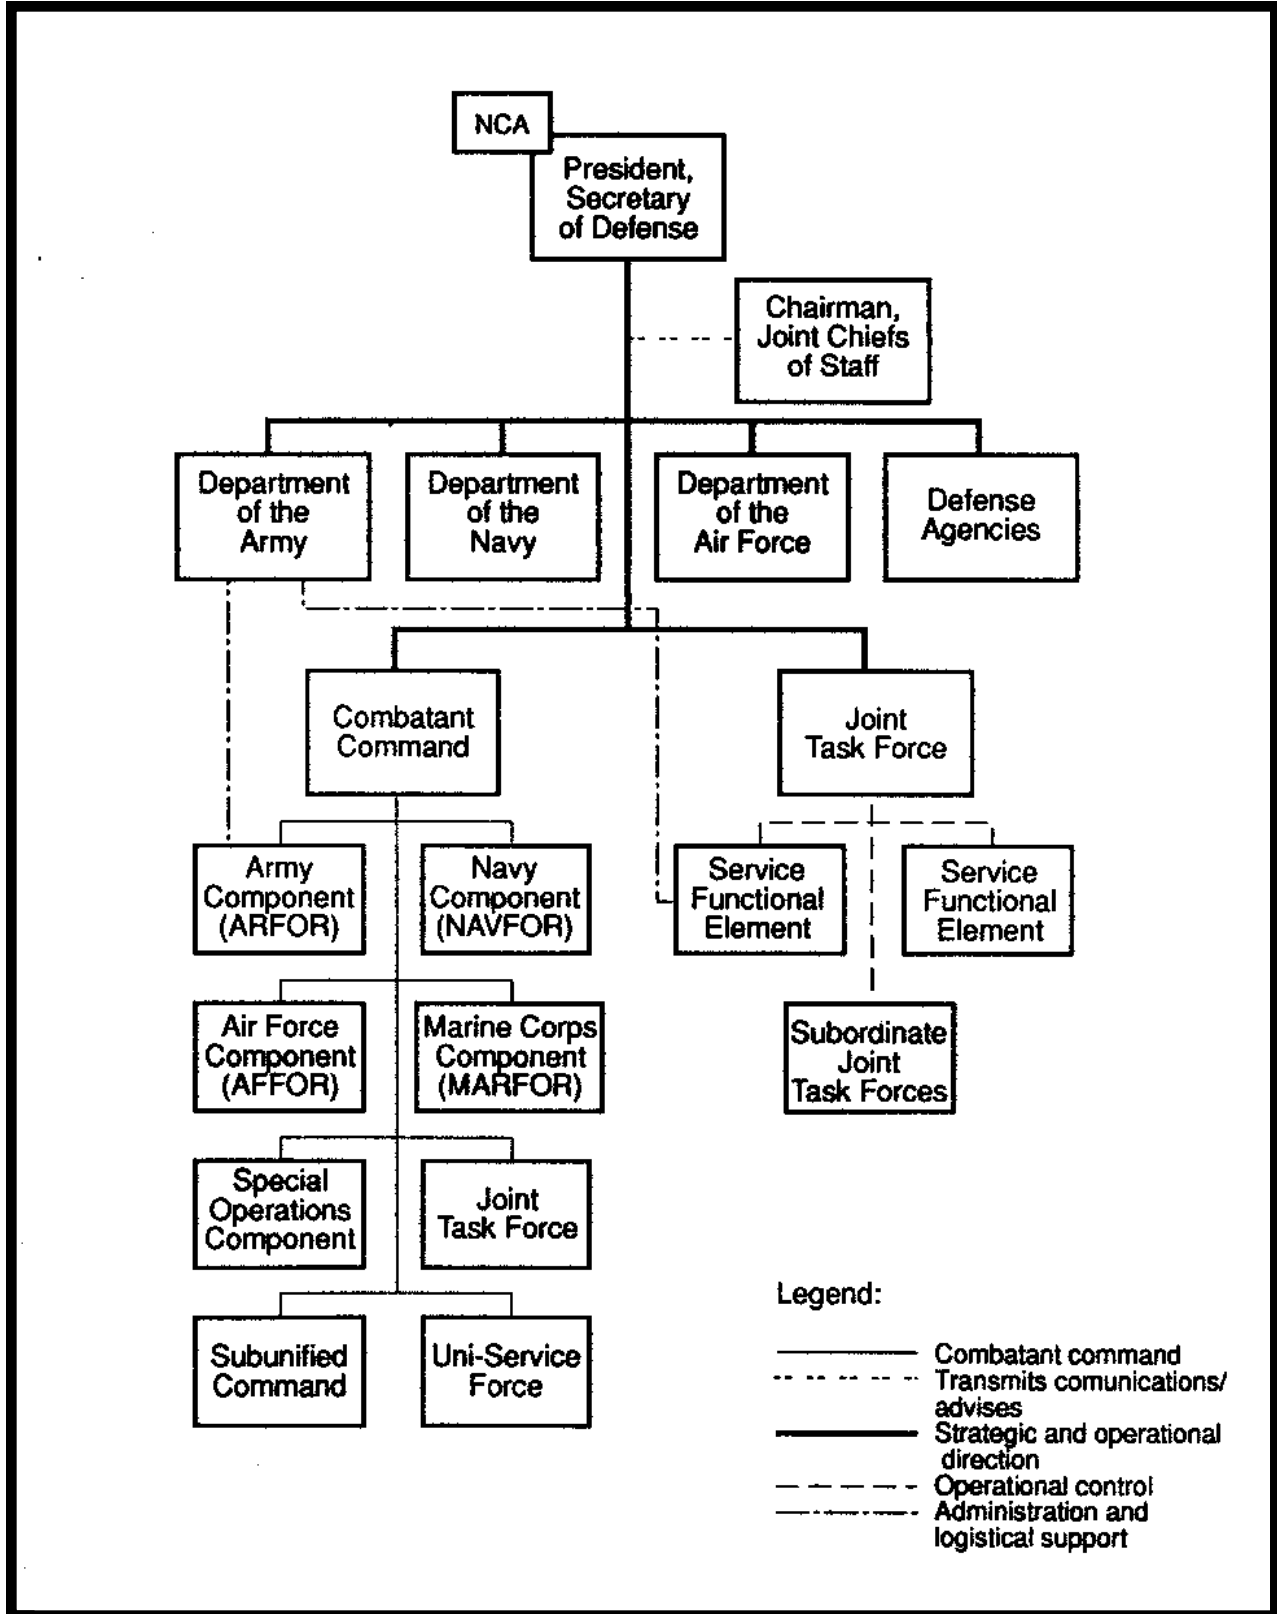 NCA
President,
Secretary
of Defense
Chairman,
Joint Chiefs
of Staff
Department
of the
Army
Department
of the
Navy
Department
of the
Air Force
Defense
Agencies
Combatant
Command
Joint
Task Force
Army
Component
(ARFOR)
Navy
Component
(NAVFOR)
Service
Functional
Element
Service
Functional
Element
Air Force
Component
(AFFOR)
Marine Corps
Component
(MARFOR)
Subordinate
Joint
Task Forces
Special
Operations
Component
Joint
Task Force
Subunified
Command
Uni-Service
Force
Legend:
Combatant command
Transmits comunications/
advises
Strategic and operational
direction
Operational control
Administration and
logistical support